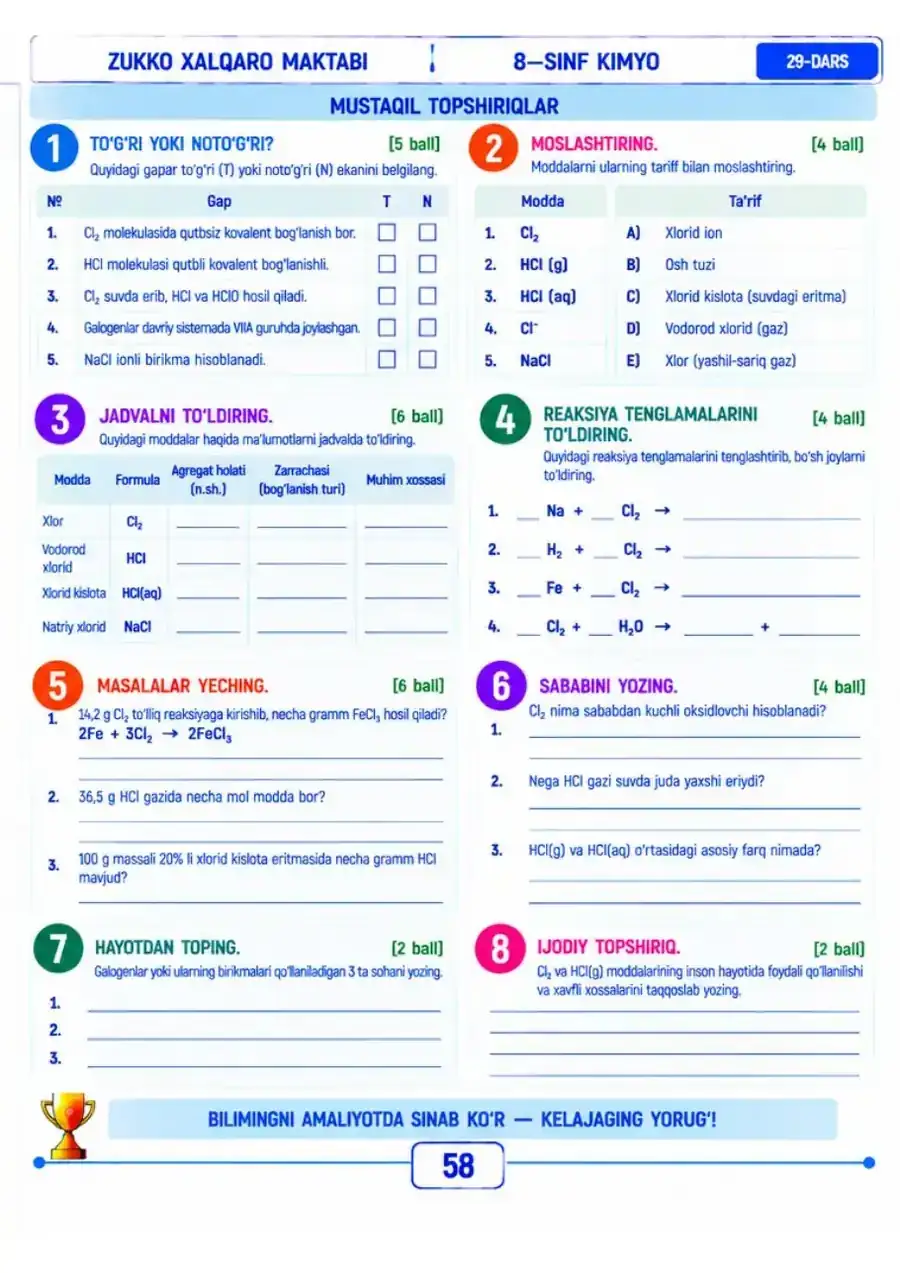 ZUKKO XALQARO MAKTABI
8–SINF KIMYO
29-DARS
MUSTAQIL TOPSHIRIQLAR
1 TO'G'RI YOKI NOTO'G'RI? [5 ball]
Quyidagi gapar to'g'ri (T) yoki noto'g'ri (N) ekanini belgilang.
№ Gap T N
1. Cl₂ molekulasida qutbsiz kovalent bog'lanish bor.
2. HCl molekulasi qutbli kovalent bog'lanishli.
3. Cl₂ suvda erib, HCl va HClO hosil qiladi.
4. Galogenlar davriy sistemada VIIA guruhda joylashgan.
5. NaCl ionli birikma hisoblanadi.
2 MOSLASHTIRING. [4 ball]
Moddalarni ularning tariff bilan moslashtiring.
Modda Ta'rif
1. Cl₂ A) Xlorid ion
2. HCl (g) B) Osh tuzi
3. HCl (aq) C) Xlorid kislota (suvdagi eritma)
4. Cl⁻ D) Vodorod xlorid (gaz)
5. NaCl E) Xlor (yashil-sariq gaz)
3 JADVALNI TO'LDIRING. [6 ball]
Quyidagi moddalar haqida ma'lumotlarni jadvalda to'ldiring.
Modda Formula Agregat holati (n.sh.) Zarrachasi (bog'lanish turi) Muhim xossasi
Xlor Cl₂
Vodorod xlorid HCl
Xlorid kislota HCl(aq)
Natriy xlorid NaCl
4 REAKSIYA TENGLAMALARINI [4 ball]
TO'LDIRING.
Quyidagi reaksiya tenglamalarini tenglashtirib, bo'sh joylarni
to'ldiring.
1. ___ Na + ___ Cl₂ → ___
2. ___ H₂ + ___ Cl₂ → ___
3. ___ Fe + ___ Cl₂ → ___
4. ___ Cl₂ + ___ H₂O → ___ + ___
5 MASALALAR YECHING. [6 ball]
1. 14,2 g Cl₂ to'lliq reaksiyaga kirishib, necha gramm FeCl₃ hosil qiladi?
2Fe + 3Cl₂ → 2FeCl₃
2. 36,5 g HCl gazida necha mol modda bor?
3. 100 g massali 20% li xlorid kislota eritmasida necha gramm HCl
mavjud?
6 SABABINI YOZING. [4 ball]
Cl₂ nima sababdan kuchli oksidlovchi hisoblanadi?
1.
2. Nega HCl gazi suvda juda yaxshi eriydi?
3. HCl(g) va HCl(aq) o'rtasidagi asosiy farq nimada?
7 HAYOTDAN TOPING. [2 ball]
Galogenlar yoki ularning birikmalari qo'llaniladigan 3 ta sohani yozing.
1.
2.
3.
8 IJODIY TOPSHIRIQ. [2 ball]
Cl₂ va HCl(g) moddalarining inson hayotida foydali qo'llanilishi
va xavfli xossalarini taqqoslab yozing.
BILIMINGNI AMALIYOTDA SINAB KO'R — KELAJAGING YORUG'!
58